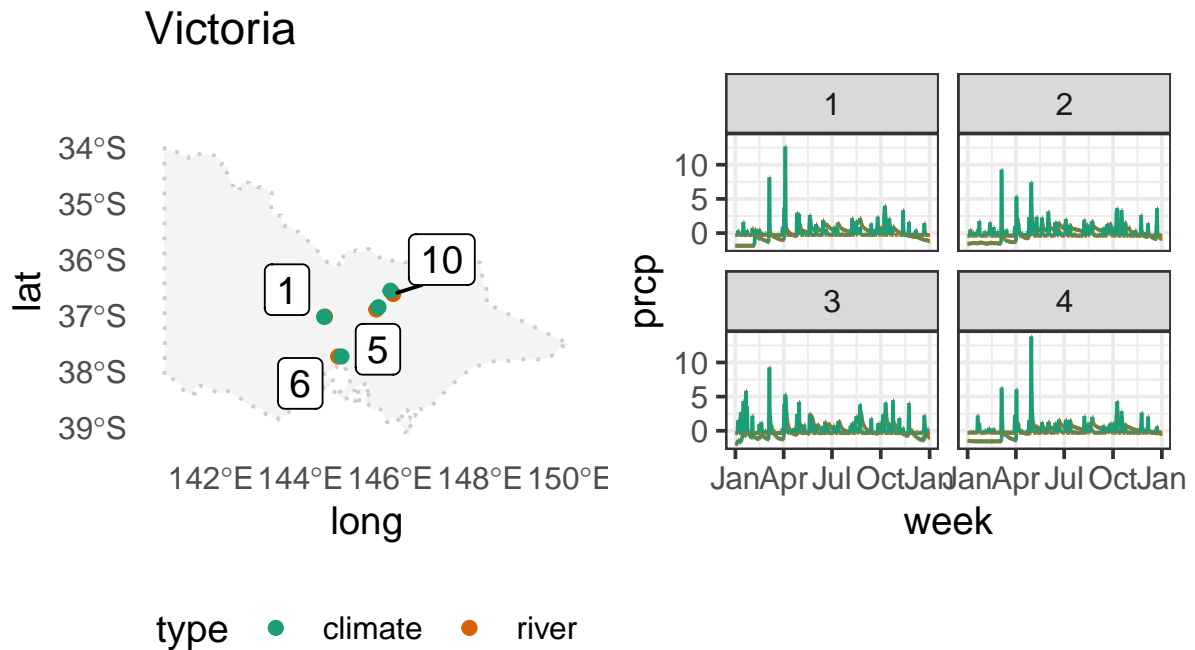 Victoria
34°S
35°S
36°S
37°S
38°S
39°S
lat
1
10
5
6
142°E 144°E 146°E 148°E 150°E
long
type climate river
1 2
10
5
0
3 4
10
5
0
prcp
Jan Apr Jul Oct Jan Jan Apr Jul Oct Jan
week